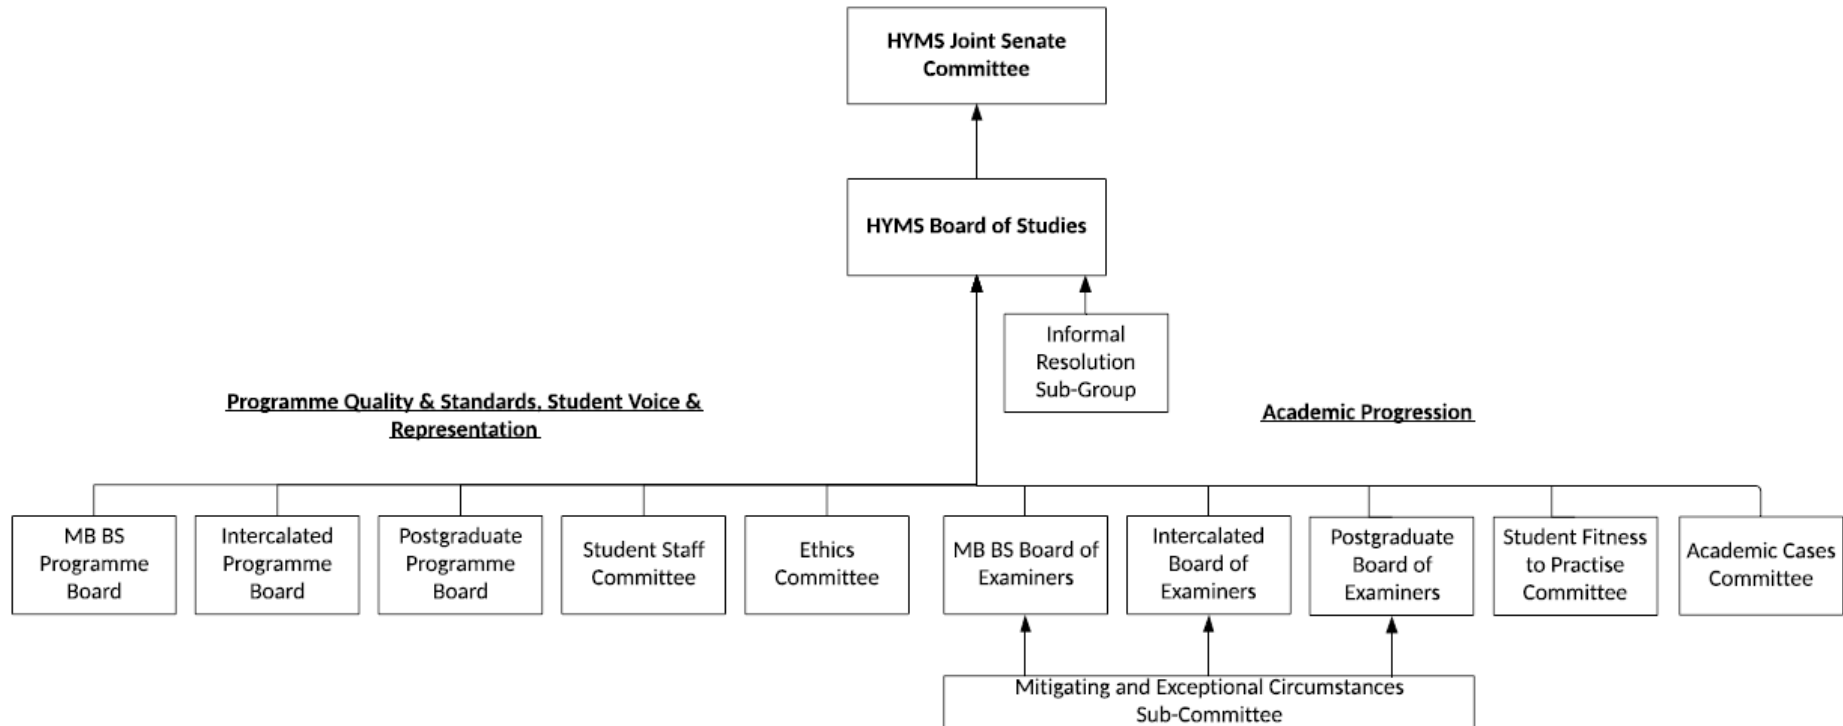 HYMS Joint Senate
Committee
HYMS Board of Studies
Informal
Resolution
Sub-Group
Programme Quality & Standards, Student Voice &
Representation
Academic Progression
MB BS
Programme
Board
Intercalated
Programme
Board
Postgraduate
Programme
Board
Student Staff
Committee
Ethics
Committee
MB BS Board of
Examiners
Intercalated
Board of
Examiners
Postgraduate
Board of
Examiners
Student Fitness
to Practise
Committee
Academic Cases
Committee
Mitigating and Exceptional Circumstances
Sub-Committee